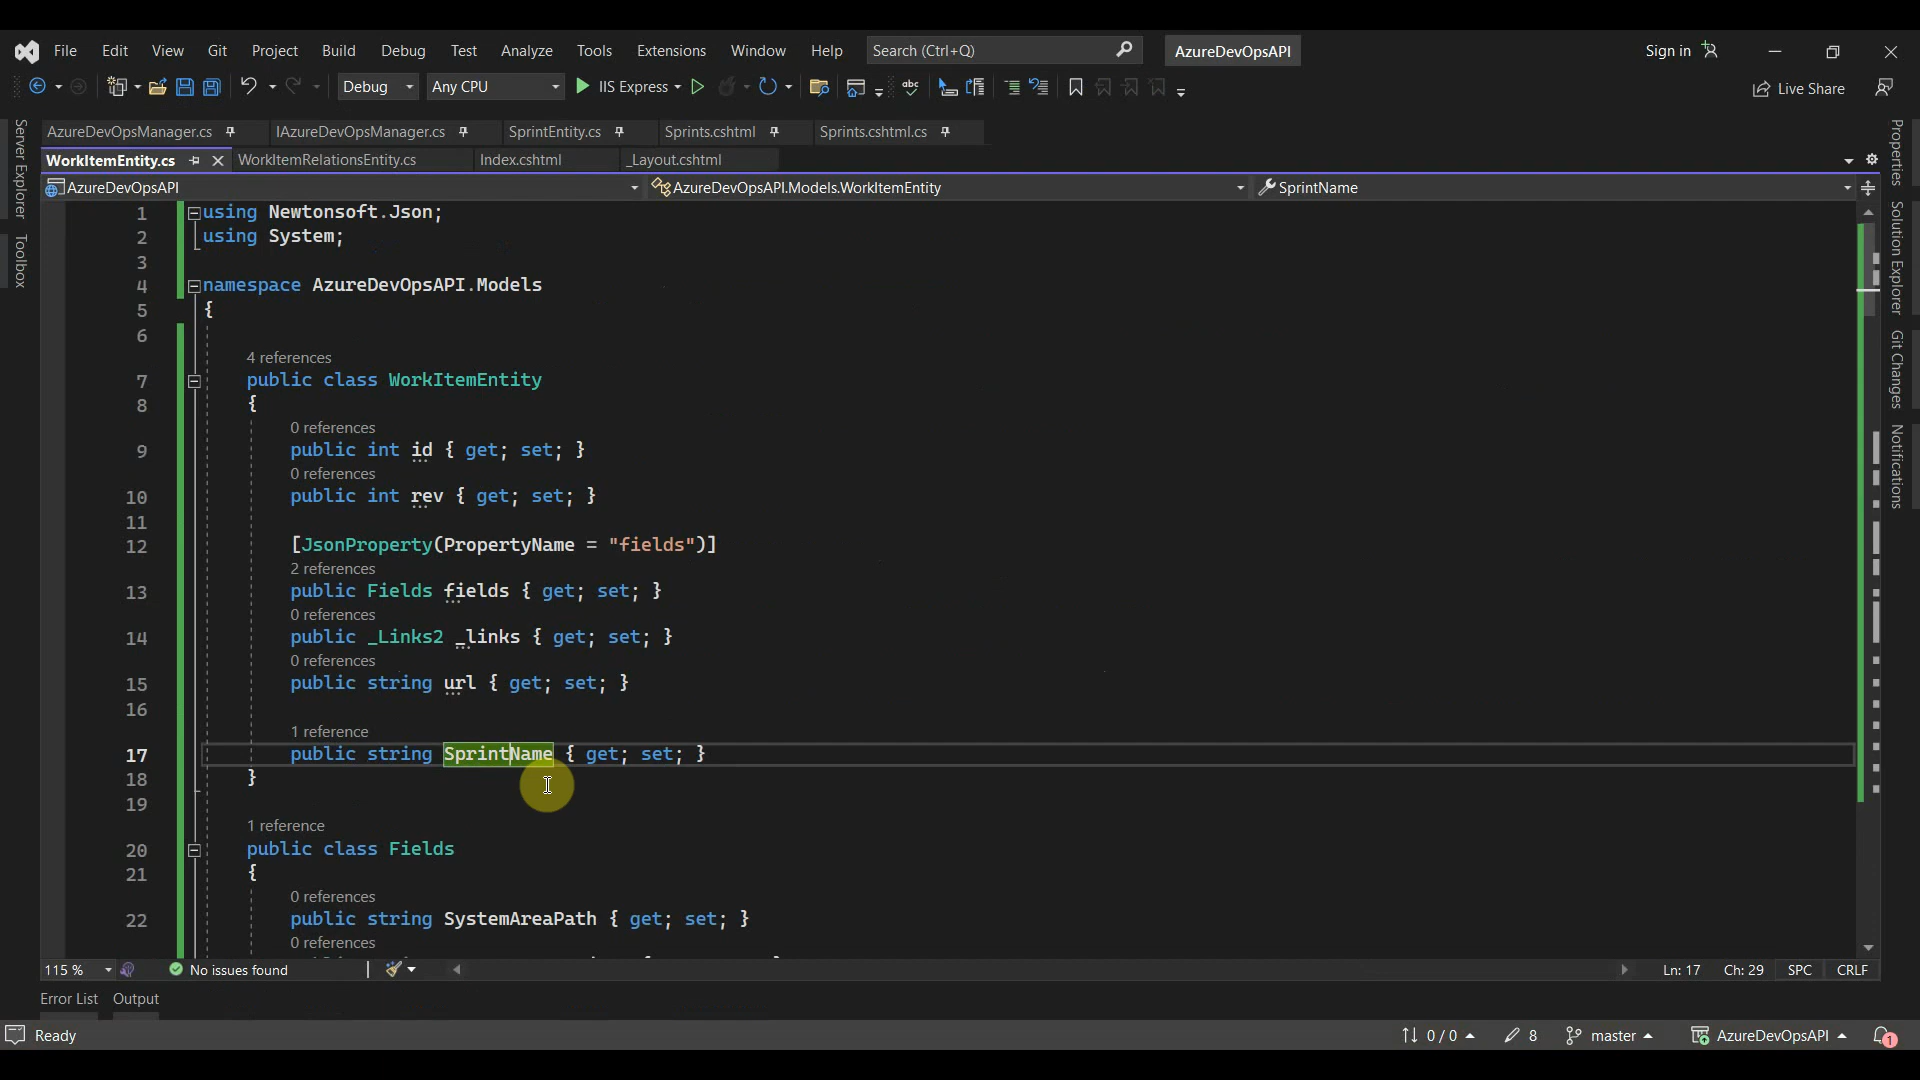 File Edit View Git Project Build Debug Test Analyze Tools Extensions Window Help Search (Ctrl+Q) AzureDevOpsAPI Sign in
Debug Any CPU IIS Express abc Live Share
AzureDevOpsManager.cs IAzureDevOpsManager.cs SprintEntity.cs Sprints.cshtml Sprints.cshtml.cs
WorkItemEntity.cs WorkItemRelationsEntity.cs Index.cshtml _Layout.cshtml
AzureDevOpsAPI AzureDevOpsAPI.Models.WorkItemEntity SprintName
Server Explorer
Toolbox
Properties
Solution Explorer
Git Changes
Notifications
1 using Newtonsoft.Json;
2 using System;
3
4 namespace AzureDevOpsAPI.Models
5 {
6
4 references
7 public class WorkItemEntity
8 {
0 references
9 public int id { get; set; }
0 references
10 public int rev { get; set; }
11
12 [JsonProperty(PropertyName = "fields")]
2 references
13 public Fields fields { get; set; }
0 references
14 public _Links2 _links { get; set; }
0 references
15 public string url { get; set; }
16
1 reference
17 public string SprintName { get; set; }
18 }
19
1 reference
20 public class Fields
21 {
0 references
22 public string SystemAreaPath { get; set; }
0 references
115 % No issues found Ln: 17 Ch: 29 SPC CRLF
Error List Output
Ready 0 / 0 8 master AzureDevOpsAPI 1